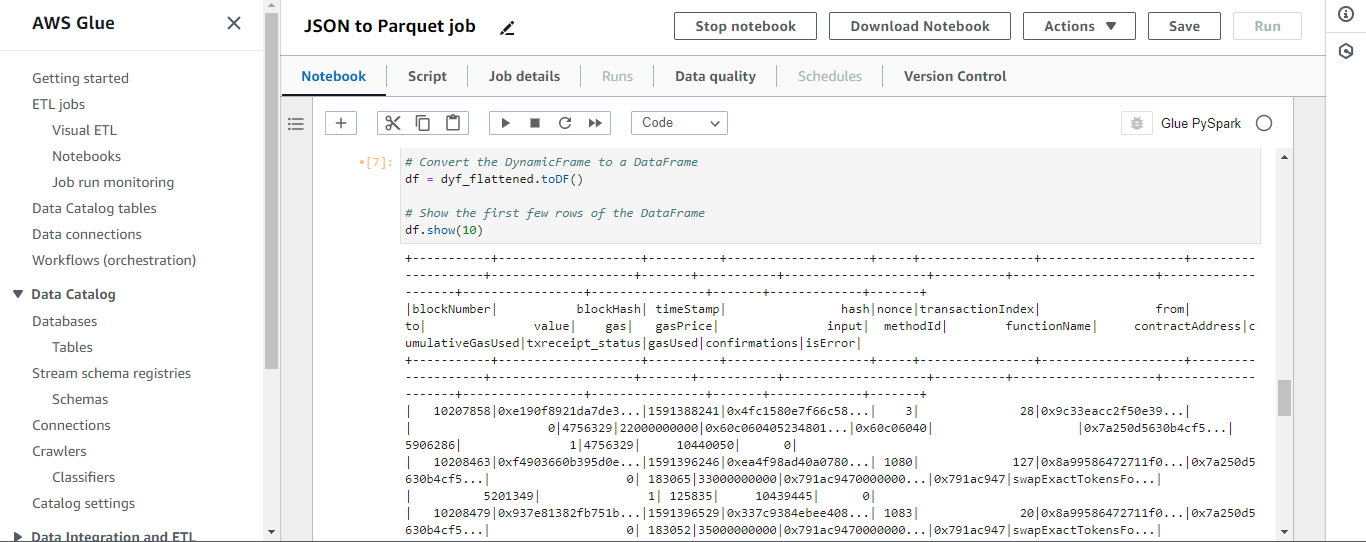 AWS Glue
Getting started
ETL jobs
Visual ETL
Notebooks
Job run monitoring
Data Catalog tables
Data connections
Workflows (orchestration)
Data Catalog
Databases
Tables
Stream schema registries
Schemas
Connections
Crawlers
Classifiers
Catalog settings
Data Integration and ETL
JSON to Parquet job
Stop notebook
Download Notebook
Actions
Save
Run
Notebook
Script
Job details
Runs
Data quality
Schedules
Version Control
Code
Glue PySpark
[7]:
# Convert the DynamicFrame to a DataFrame
df = dyf_flattened.toDF()
# Show the first few rows of the DataFrame
df.show(10)
+-----------+--------------------+----------+--------------------+-----+----------------+--------------------+---------
-----------+--------------------+-------+-----------+--------------------+----------+--------------------+-------------
-------+-----------------+----------------+-------+-------------+-------+
|blockNumber|           blockHash| timeStamp|                hash|nonce|transactionIndex|                from|
to|               value|    gas|   gasPrice|               input|  methodId|        functionName|     contractAddress|c
umulativeGasUsed|txreceipt_status|gasUsed|confirmations|isError|
+-----------+--------------------+----------+--------------------+-----+----------------+--------------------+---------
-----------+--------------------+-------+-----------+--------------------+----------+--------------------+-------------
-------+-----------------+----------------+-------+-------------+-------+
|   10207858|0xe190f8921da7de3...|1591388241|0x4fc1580e7f66c58...|    3|              28|0x9c33eacc2f50e39...|
|                   0|4756329|22000000000|0x60c060405234801...|0x60c06040|                    |0x7a250d5630b4cf5...|
5906286|               1|4756329|     10440050|      0|
|   10208463|0xf4903660b395d0e...|1591396246|0xea4f98ad40a0780...| 1080|             127|0x8a99586472711f0...|0x7a250d5
630b4cf5...|                   0| 183065|33000000000|0x791ac9470000000...|0x791ac947|swapExactTokensFo...|
|          5201349|               1| 125835|     10439445|      0|
|   10208479|0x937e81382fb751b...|1591396529|0x337c9384ebee408...| 1083|              20|0x8a99586472711f0...|0x7a250d5
630b4cf5...|                   0| 183052|35000000000|0x791ac9470000000...|0x791ac947|swapExactTokensFo...|